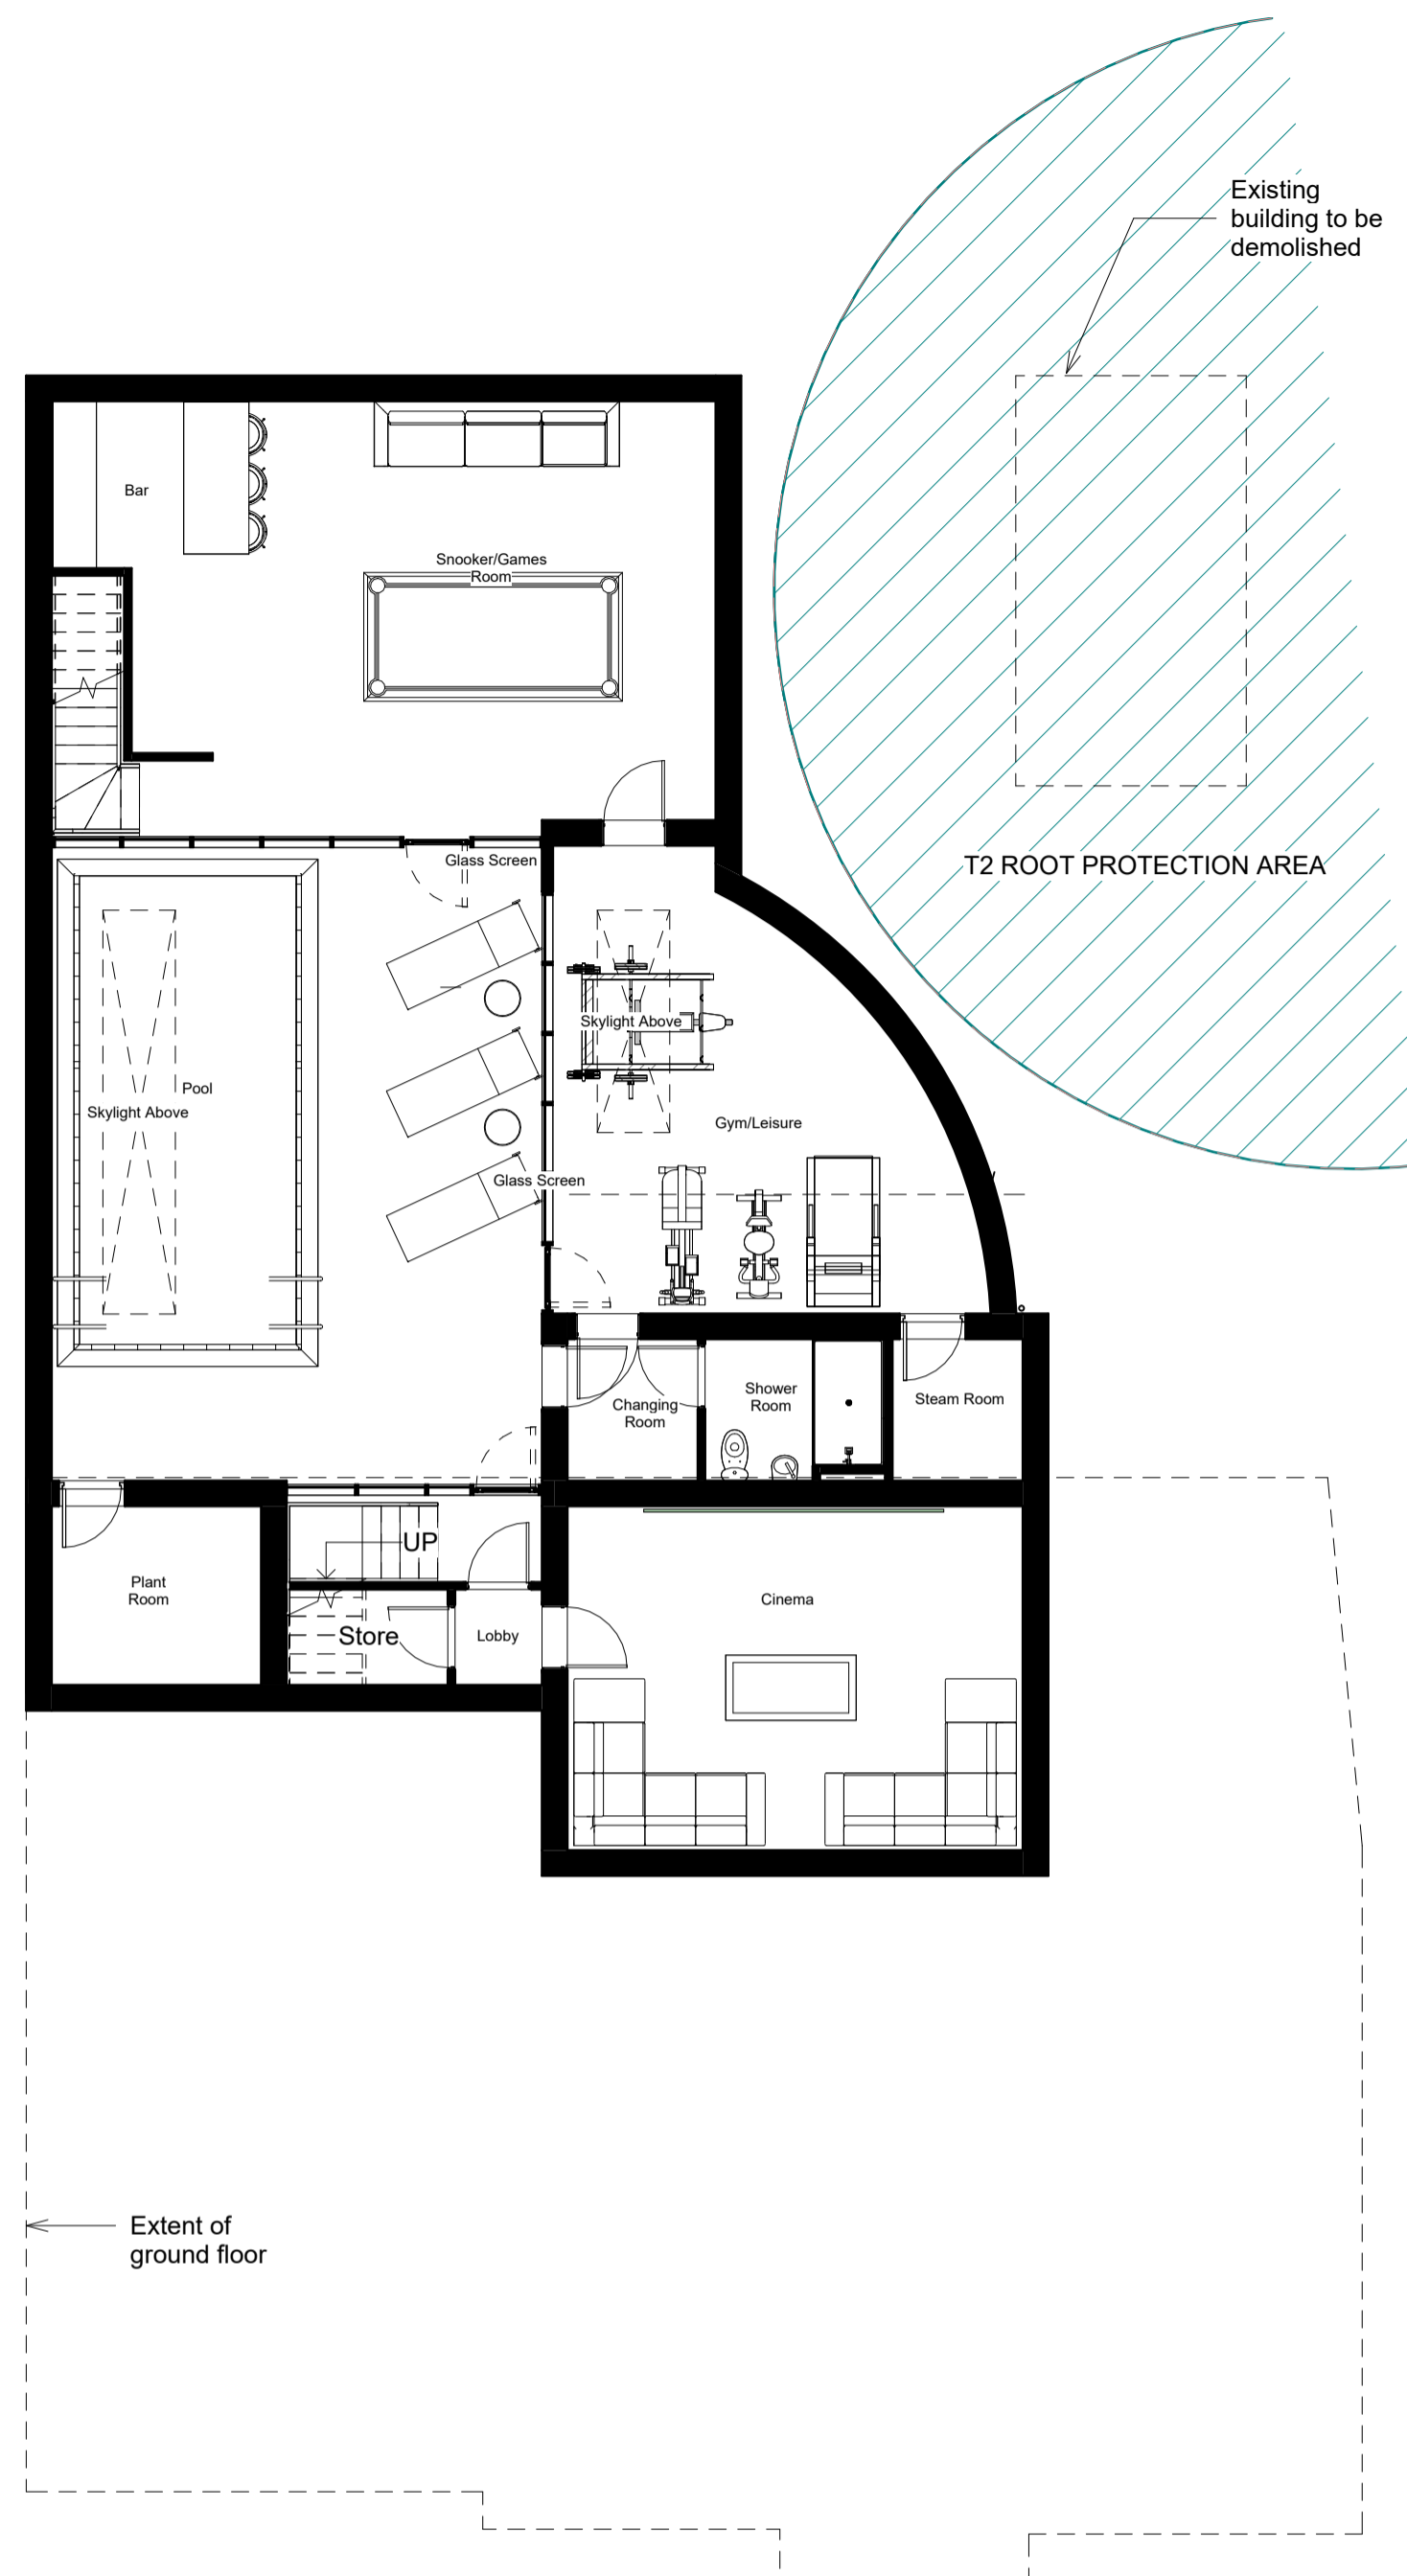 Existing
building to be
demolished
Bar
Snooker/Games
Room
Glass Screen
T2 ROOT PROTECTION AREA
Skylight Above
Pool
Skylight Above
Gym/Leisure
Glass Screen
Changing
Room
Shower
Room
Steam Room
UP
Plant
Room
Store
Lobby
Cinema
Extent of
ground floor